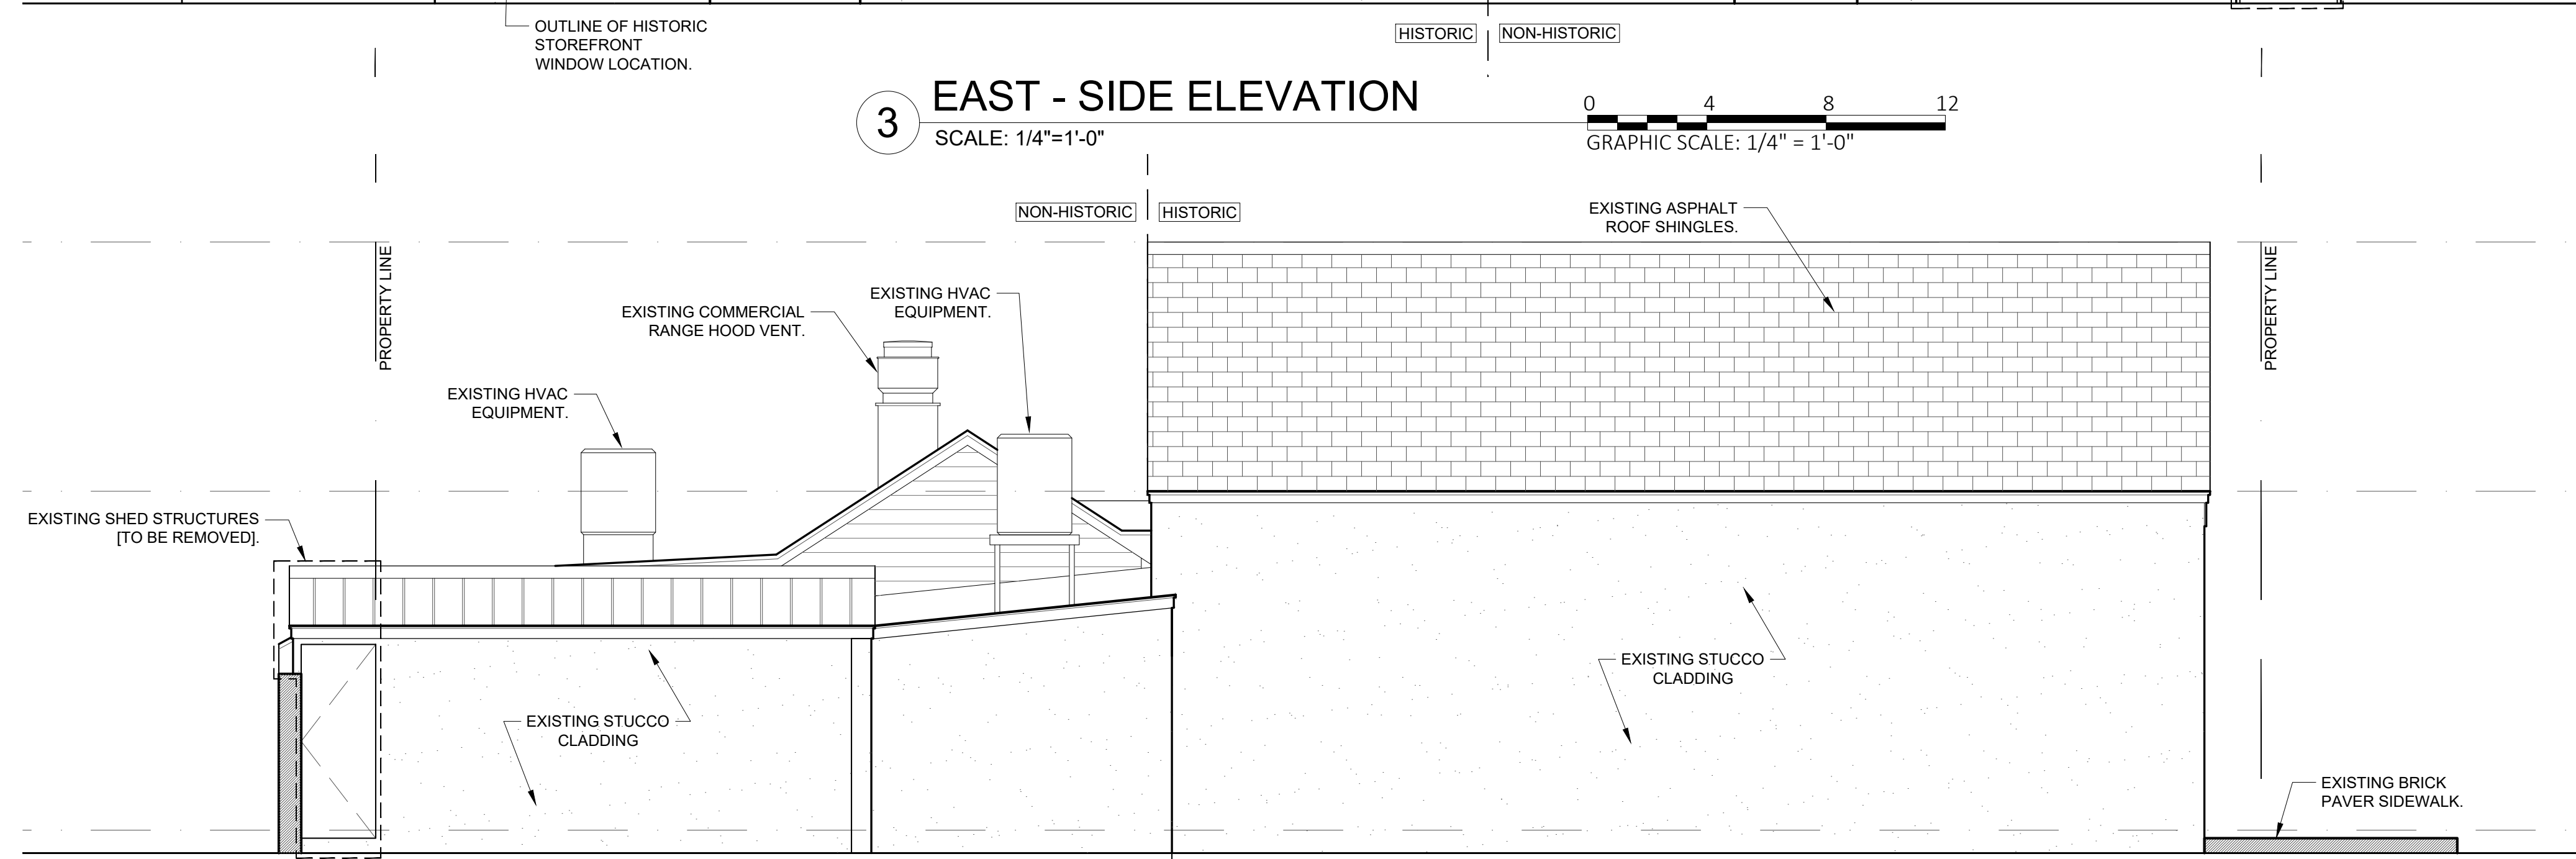 OUTLINE OF HISTORIC
STOREFRONT
WINDOW LOCATION.
HISTORIC
NON-HISTORIC
3
EAST - SIDE ELEVATION
SCALE: 1/4"=1'-0"
0 4 8 12
GRAPHIC SCALE: 1/4" = 1'-0"
NON-HISTORIC
HISTORIC
EXISTING ASPHALT
ROOF SHINGLES.
PROPERTY LINE
PROPERTY LINE
EXISTING HVAC
EQUIPMENT.
EXISTING COMMERCIAL
RANGE HOOD VENT.
EXISTING HVAC
EQUIPMENT.
EXISTING SHED STRUCTURES
[TO BE REMOVED].
EXISTING STUCCO
CLADDING
EXISTING STUCCO
CLADDING
EXISTING BRICK
PAVER SIDEWALK.